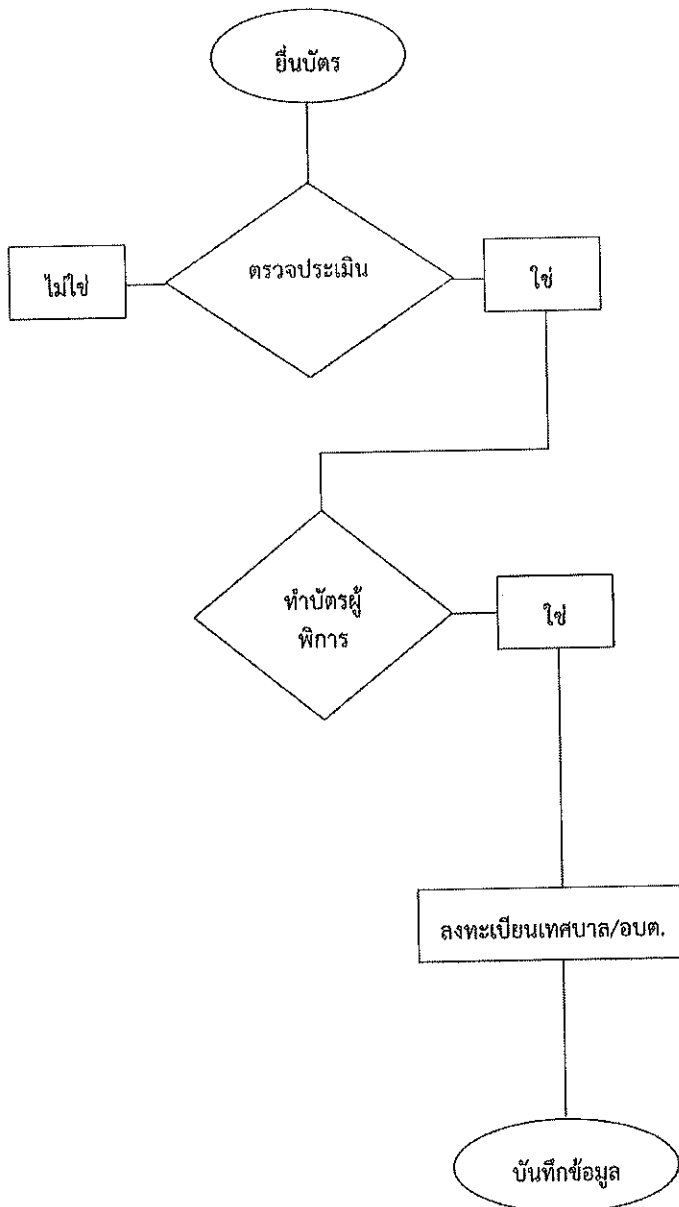 ยื่นบัตร
ตรวจประเมิน
ไม่ใช่
ใช่
ทำบัตรผู้
พิการ
ใช่
ลงทะเบียนเทศบาล/อบต.
บันทึกข้อมูล